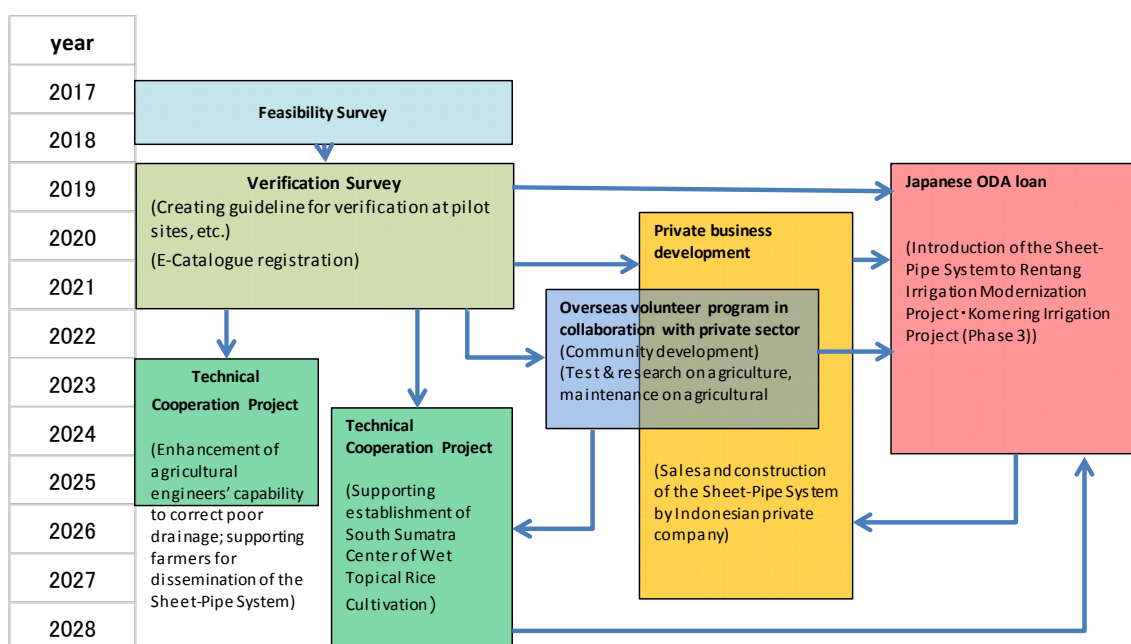 year
2017
2018
2019
2020
2021
2022
2023
2024
2025
2026
2027
2028
Feasibility Survey
Verification Survey
(Creating guideline for verification at pilot
sites, etc.)
(E-Catalogue registration)
Technical
Cooperation Project
(Enhancement of
agricultural
engineers' capability
to correct poor
drainage; supporting
farmers for
dissemination of the
Sheet-Pipe System)
Technical
Cooperation Project
(Supporting
establishment of
South Sumatra
Center of Wet
Topical Rice
Cultivation)
Overseas volunteer program in
collaboration with private sector
(Community development)
(Test & research on agriculture,
maintenance on agricultural
Private business
development
(Sales and construction
of the Sheet-Pipe System
by Indonesian private
company)
Japanese ODA loan
(Introduction of the Sheet-
Pipe System to Rentang
Irrigation Modernization
Project・Komering Irrigation
Project (Phase 3))